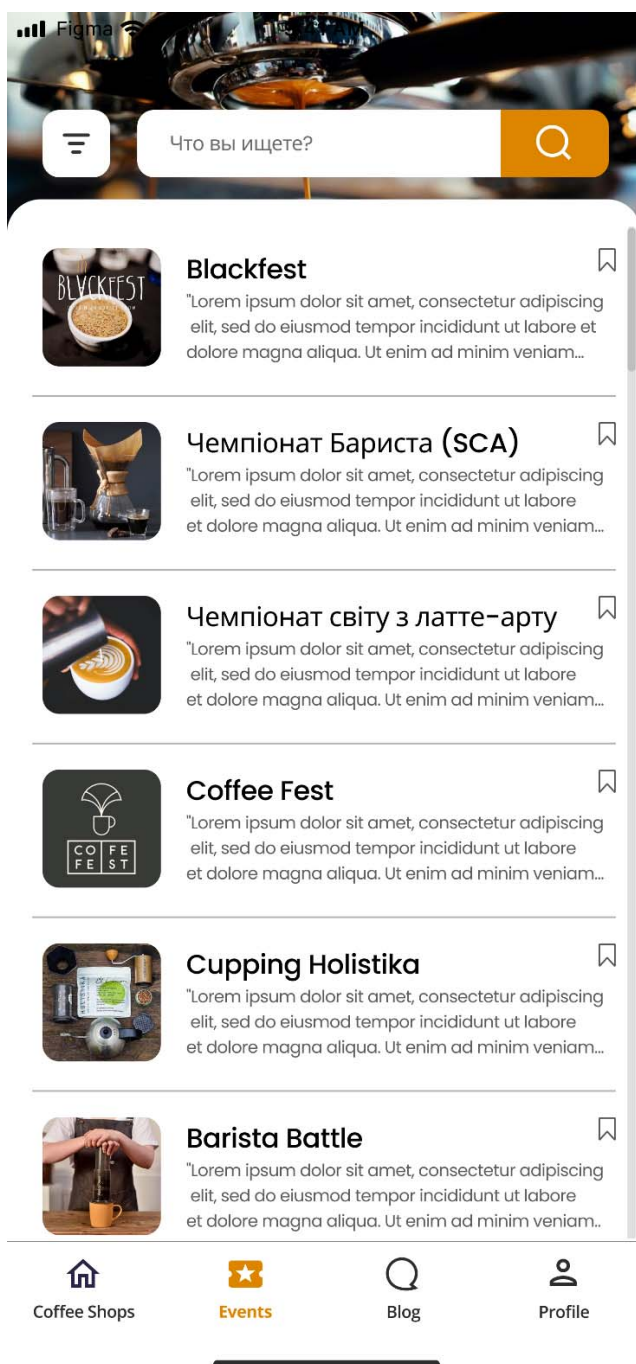 Figma
Что вы ищете?
BLVCKFEST
Blackfest
"Lorem ipsum dolor sit amet, consectetur adipiscing
elit, sed do eiusmod tempor incididunt ut labore et
dolore magna aliqua. Ut enim ad minim veniam...
Чемпіонат Бариста (SCA)
"Lorem ipsum dolor sit amet, consectetur adipiscing
elit, sed do eiusmod tempor incididunt ut labore
et dolore magna aliqua. Ut enim ad minim veniam...
Чемпіонат світу з латте-арту
"Lorem ipsum dolor sit amet, consectetur adipiscing
elit, sed do eiusmod tempor incididunt ut labore
et dolore magna aliqua. Ut enim ad minim veniam...
CO FE
FE ST
Coffee Fest
"Lorem ipsum dolor sit amet, consectetur adipiscing
elit, sed do eiusmod tempor incididunt ut labore
et dolore magna aliqua. Ut enim ad minim veniam...
Cupping Holistika
"Lorem ipsum dolor sit amet, consectetur adipiscing
elit, sed do eiusmod tempor incididunt ut labore
et dolore magna aliqua. Ut enim ad minim veniam...
Barista Battle
"Lorem ipsum dolor sit amet, consectetur adipiscing
elit, sed do eiusmod tempor incididunt ut labore
et dolore magna aliqua. Ut enim ad minim veniam..
Coffee Shops
Events
Blog
Profile